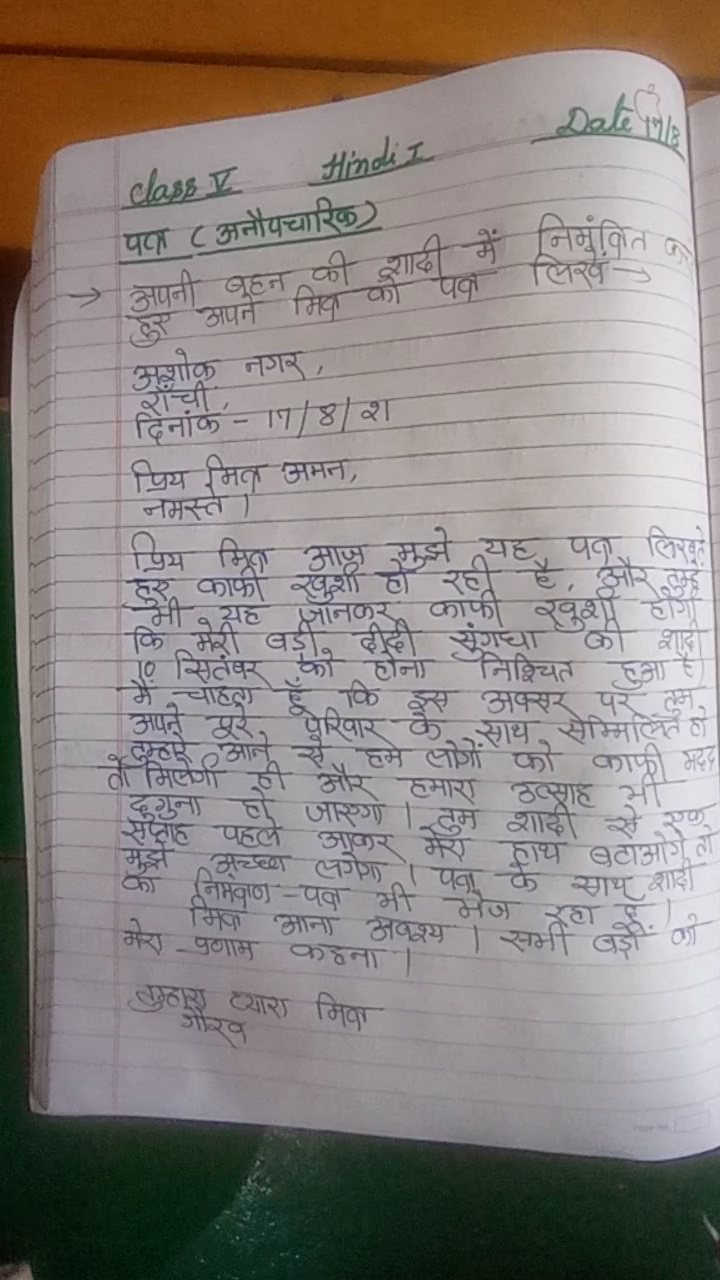 Class V Hindi I Date 17/8
पत्र (अनौपचारिक)
→ अपनी बहन की शादी में निमंत्रित
हुए अपने मित्र को पत्र लिखें →
अशोक नगर,
राँची,
दिनांक - 17/8/21
प्रिय मित्र अमन,
नमस्ते।
प्रिय मित्र आज मुझे यह पत्र लिखते
हुए काफी खुशी हो रही है, और तुम्हें
भी यह जानकर काफी खुशी होगी
कि मेरी बड़ी दीदी सुगंधा की शादी
10 सितंबर को होना निश्चित हुआ है
मैं चाहता हूँ कि इस अवसर पर तुम
अपने पूरे परिवार के साथ सम्मिलित हो
तुम्हारे आने से हम लोगों को काफी मदद
तो मिलेगी ही और हमारा उत्साह भी
दुगुना हो जाएगा। तुम शादी से एक
सप्ताह पहले आकर मेरा हाथ बटाओगे तो
मुझे अच्छा लगेगा। पत्र के साथ शादी
का निमंत्रण-पत्र भी भेज रहा हूँ।
मित्र आना अवश्य। सभी बड़ों को
मेरा प्रणाम कहना।
तुम्हारा प्यारा मित्र
गौरव